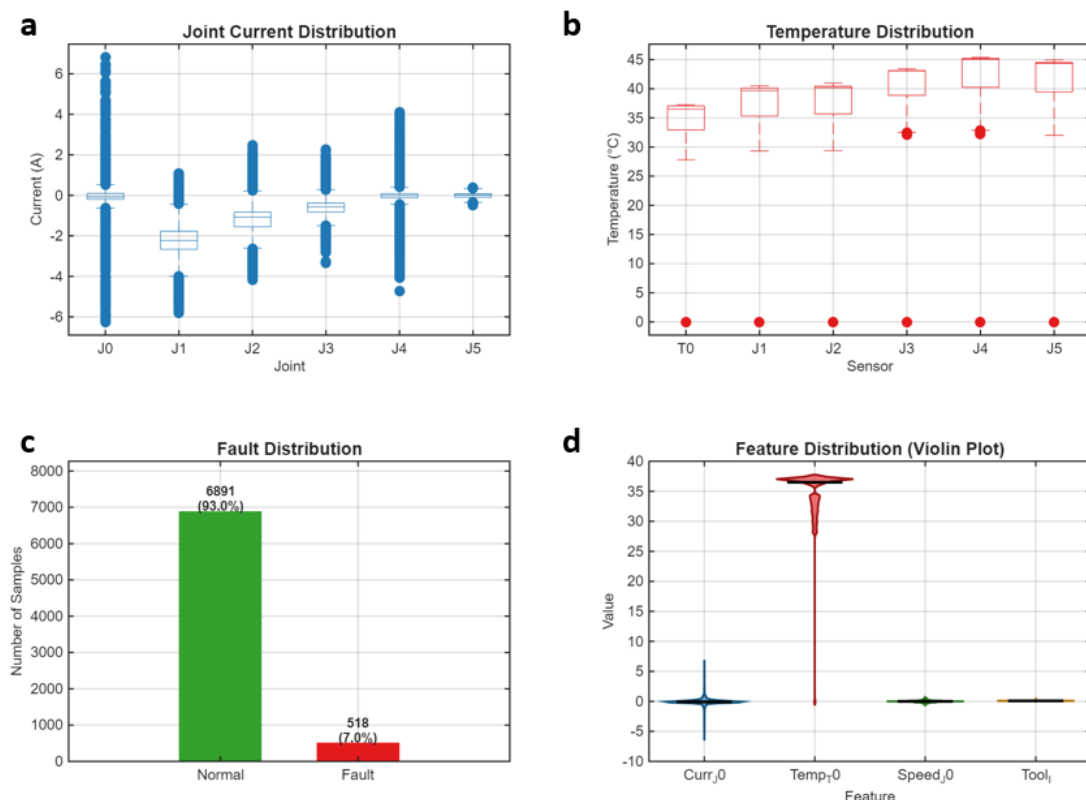 a
Joint Current Distribution
Current (A)
6
4
2
0
-2
-4
-6
J0 J1 J2 J3 J4 J5
Joint
b
Temperature Distribution
Temperature (°C)
45
40
35
30
25
20
15
10
5
0
T0 J1 J2 J3 J4 J5
Sensor
c
Fault Distribution
Number of Samples
8000
7000
6000
5000
4000
3000
2000
1000
0
6891
(93.0%)
518
(7.0%)
Normal Fault
d
Feature Distribution (Violin Plot)
Value
40
35
30
25
20
15
10
5
0
-5
-10
Curr_J0 Temp_T0 Speed_J0 Tool_I
Feature